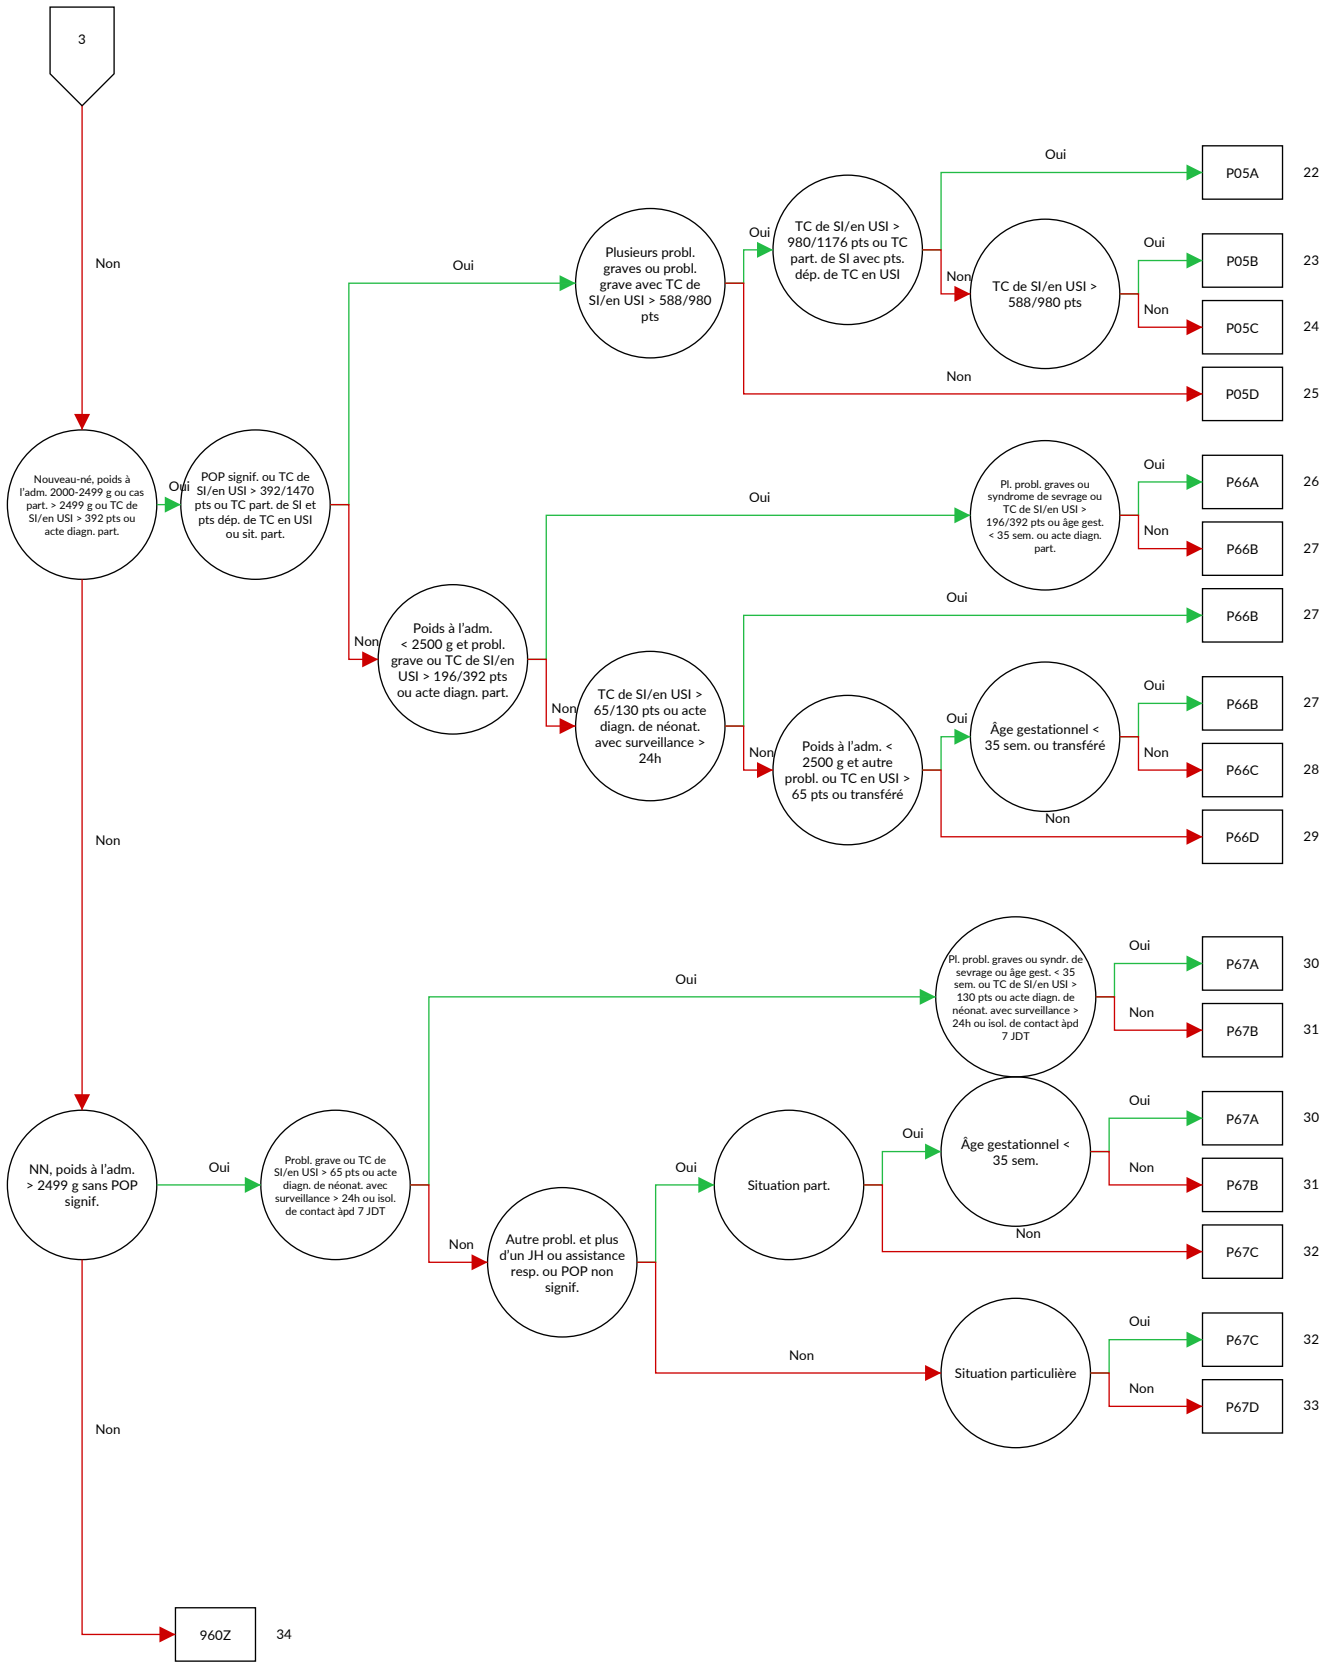 3
Non
Oui
P05A
22
Oui
TC de SI/en USI >
980/1176 pts ou TC
part. de SI avec pts.
dép. de TC en USI
Oui
Plusieurs probl.
graves ou probl.
grave avec TC de
SI/en USI > 588/980
pts
Oui
Non
TC de SI/en USI >
588/980 pts
Oui
P05B
23
Non
P05C
24
Non
P05D
25
Nouveau-né, poids à
l'adm. 2000-2499 g ou cas
part. > 2499 g ou TC de
SI/en USI > 392 pts ou
acte diagn. part.
Oui
POP signif. ou TC de
SI/en USI > 392/1470
pts ou TC part. de SI et
pts dép. de TC en USI
ou sit. part.
Oui
Pl. probl. graves ou
syndrome de sevrage ou
TC de SI/en USI >
196/392 pts ou âge gest.
< 35 sem. ou acte diagn.
part.
Oui
P66A
26
Non
P66B
27
Non
Poids à l'adm.
< 2500 g et probl.
grave ou TC de SI/en
USI > 196/392 pts
ou acte diagn. part.
Oui
P66B
27
Non
TC de SI/en USI >
65/130 pts ou acte
diagn. de néonat.
avec surveillance >
24h
Non
Poids à l'adm. <
2500 g et autre
probl. ou TC en USI >
65 pts ou transféré
Oui
Âge gestationnel <
35 sem. ou transféré
Oui
P66B
27
Non
P66C
28
Non
P66D
29
Non
Oui
Pl. probl. graves ou syndr. de
sevrage ou âge gest. < 35
sem. ou TC de SI/en USI >
130 pts ou acte diagn. de
néonat. avec surveillance >
24h ou isol. de contact àpd
7 JDT
Oui
P67A
30
Non
P67B
31
NN, poids à l'adm.
> 2499 g sans POP
signif.
Oui
Probl. grave ou TC de
SI/en USI > 65 pts ou acte
diagn. de néonat. avec
surveillance > 24h ou isol.
de contact àpd 7 JDT
Non
Autre probl. et plus
d'un JH ou assistance
resp. ou POP non
signif.
Oui
Situation part.
Oui
Âge gestationnel <
35 sem.
Oui
P67A
30
Non
P67B
31
Non
P67C
32
Non
Situation particulière
Oui
P67C
32
Non
P67D
33
Non
960Z
34